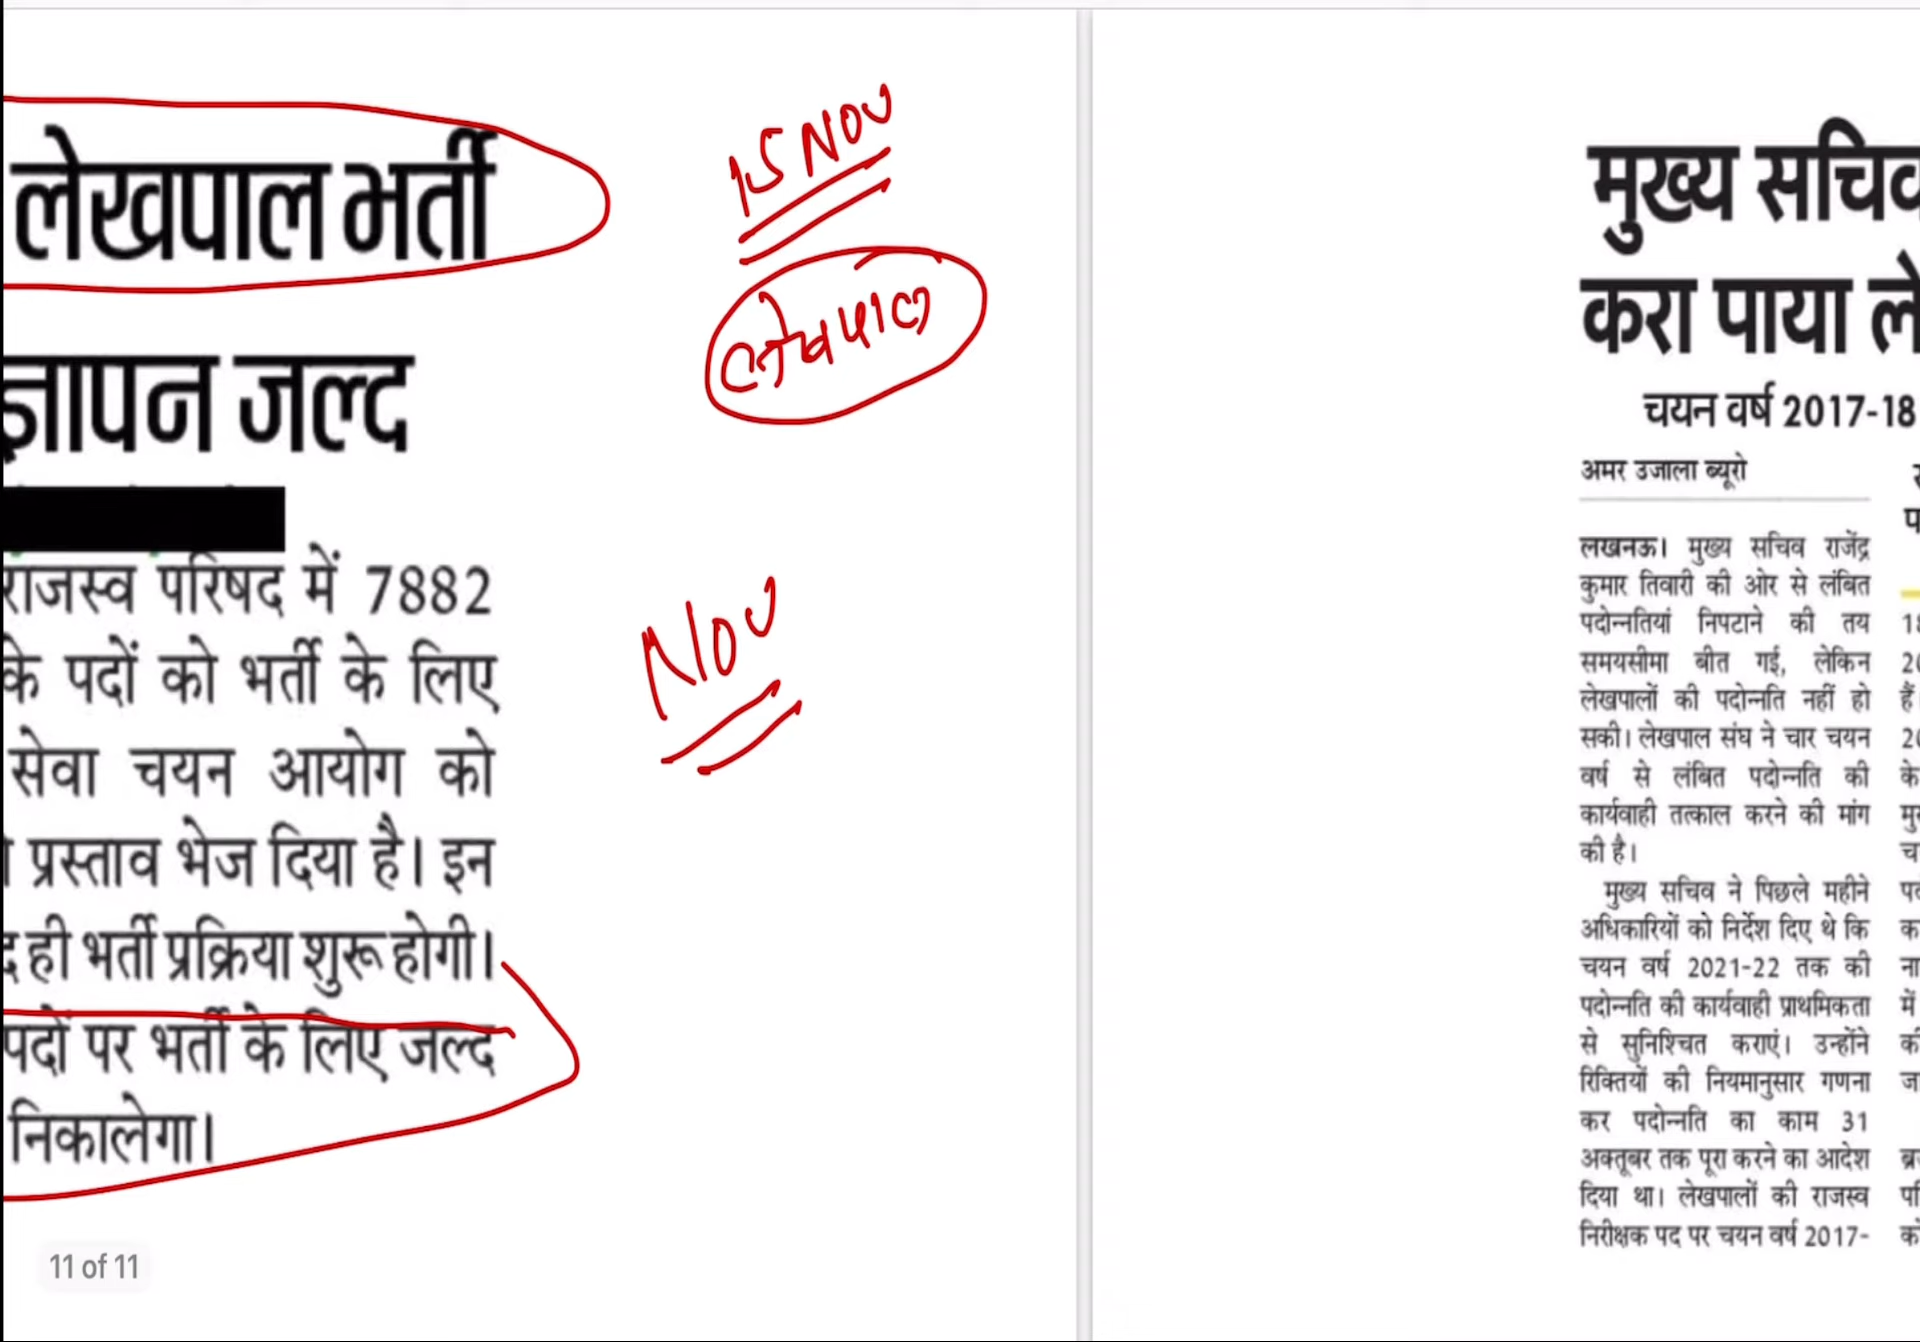 लेखपाल भर्ती
ज्ञापन जल्द
राजस्व परिषद में 7882
के पदों को भर्ती के लिए
सेवा चयन आयोग को
प्रस्ताव भेज दिया है। इन
ही भर्ती प्रक्रिया शुरू होगी।
पदों पर भर्ती के लिए जल्द
निकालेगा।
15 NOV
लेखपाल
NOV
11 of 11
मुख्य सचिव
करा पाया ले
चयन वर्ष 2017-18
अमर उजाला ब्यूरो
लखनऊ। मुख्य सचिव राजेंद्र
कुमार तिवारी की ओर से लंबित
पदोन्नतियां निपटाने की तय
समयसीमा बीत गई, लेकिन
लेखपालों की पदोन्नति नहीं हो
सकी। लेखपाल संघ ने चार चयन
वर्ष से लंबित पदोन्नति की
कार्यवाही तत्काल करने की मांग
की है।
मुख्य सचिव ने पिछले महीने
अधिकारियों को निर्देश दिए थे कि
चयन वर्ष 2021-22 तक की
पदोन्नति की कार्यवाही प्राथमिकता
से सुनिश्चित कराएं। उन्होंने
रिक्तियों की नियमानुसार गणना
कर पदोन्नति का काम 31
अक्तूबर तक पूरा करने का आदेश
दिया था। लेखपालों की राजस्व
निरीक्षक पद पर चयन वर्ष 2017-